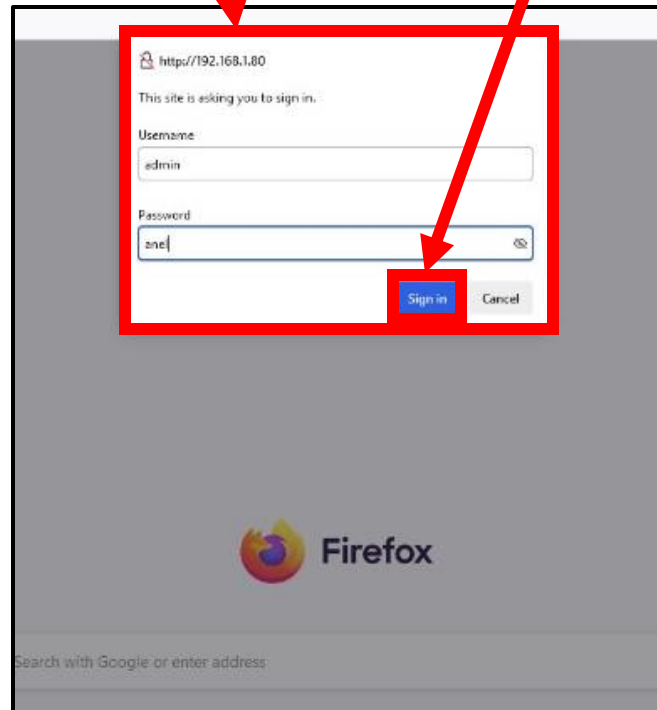 http://192.168.1.80
This site is asking you to sign in.
Username
admin
Password
anel
Sign in Cancel
Firefox
Search with Google or enter address